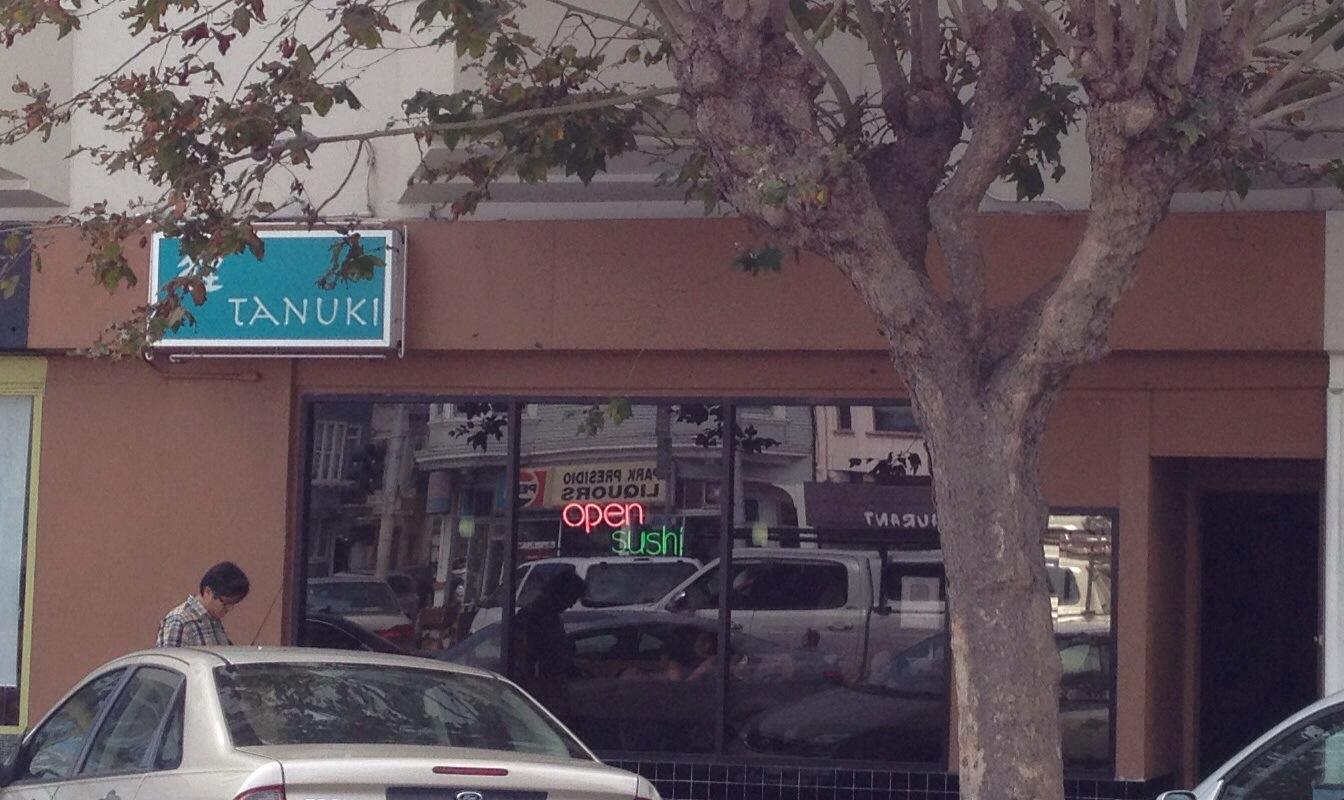 TANUKI
PARK PRESIDIO
LIQUORS
open
sushi